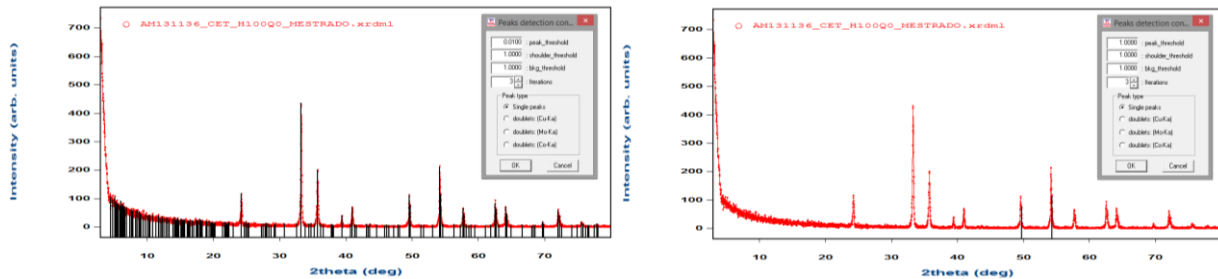 AM131136_CET_H100Q0_MESTRADO.xrdml
Intensity (arb. units)
700
600
500
400
300
200
100
0
10
20
30
40
50
60
70
2theta (deg)
Peaks detection con...
0.0100 : peak_threshold
1.0000 : shoulder_threshold
1.0000 : bkg_threshold
3 : Iterations
Peak type
Single peaks
doublets: (Cu-Ka)
doublets: (Mo-Ka)
doublets: (Co-Ka)
OK Cancel
AM131136_CET_H100Q0_MESTRADO.xrdml
Intensity (arb. units)
700
600
500
400
300
200
100
0
10
20
30
40
50
60
70
2theta (deg)
Peaks detection con...
1.0000 : peak_threshold
1.0000 : shoulder_threshold
1.0000 : bkg_threshold
3 : Iterations
Peak type
Single peaks
doublets: (Cu-Ka)
doublets: (Mo-Ka)
doublets: (Co-Ka)
OK Cancel